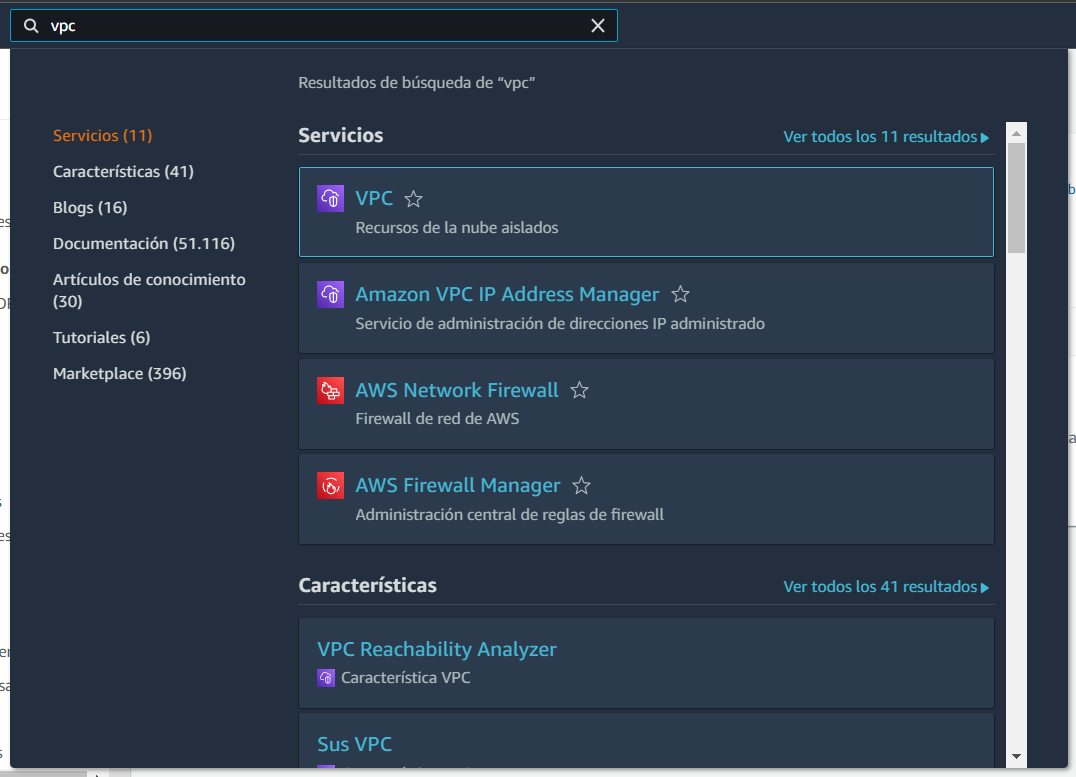 vpc
Resultados de búsqueda de “vpc”
Servicios (11)
Características (41)
Blogs (16)
Documentación (51.116)
Artículos de conocimiento
(30)
Tutoriales (6)
Marketplace (396)
Servicios
Ver todos los 11 resultados
VPC
Recursos de la nube aislados
Amazon VPC IP Address Manager
Servicio de administración de direcciones IP administrado
AWS Network Firewall
Firewall de red de AWS
AWS Firewall Manager
Administración central de reglas de firewall
Características
Ver todos los 41 resultados
VPC Reachability Analyzer
Característica VPC
Sus VPC